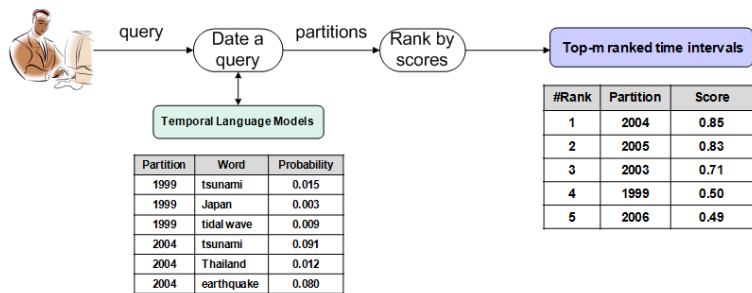 query
Date a
query
partitions
Rank by
scores
Top-m ranked time intervals
Temporal Language Models
Partition Word Probability
1999 tsunami 0.015
1999 Japan 0.003
1999 tidal wave 0.009
2004 tsunami 0.091
2004 Thailand 0.012
2004 earthquake 0.080
#Rank Partition Score
1 2004 0.85
2 2005 0.83
3 2003 0.71
4 1999 0.50
5 2006 0.49